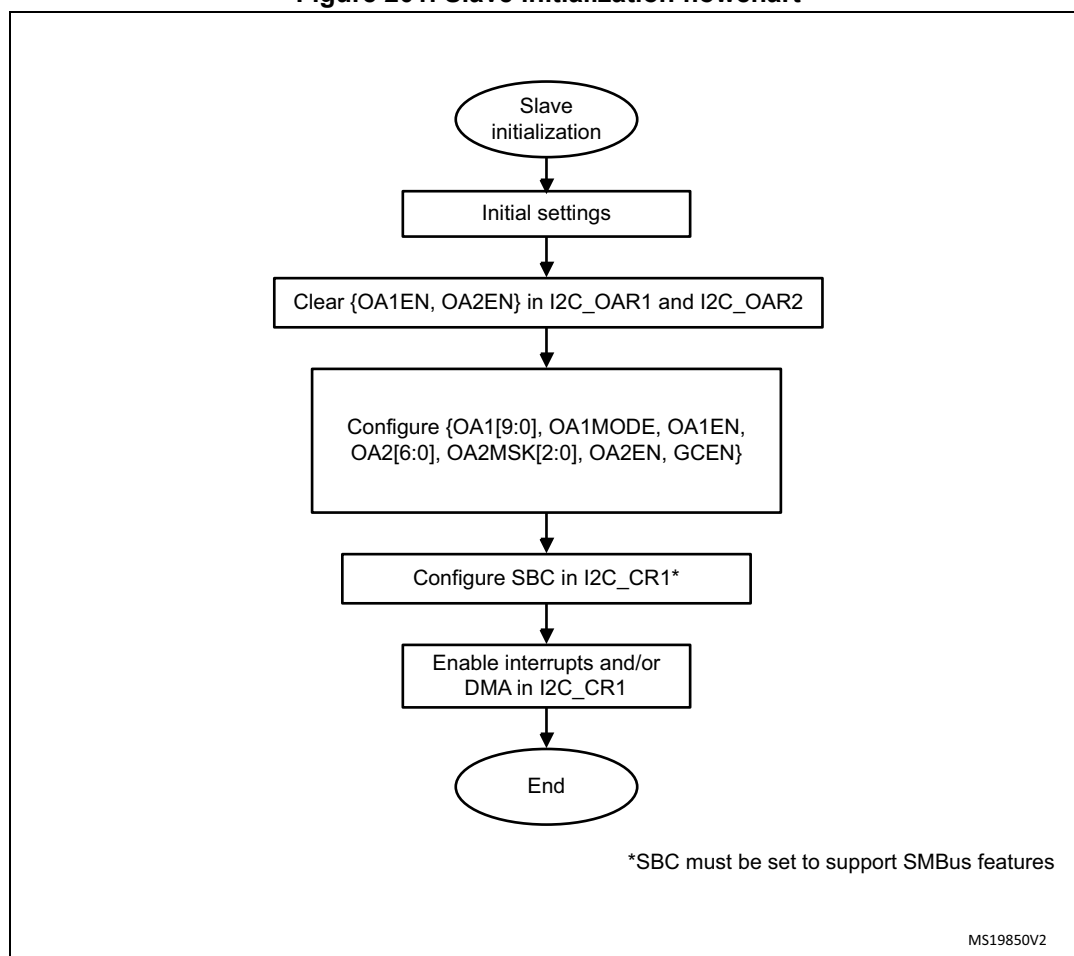 Figure 201. Slave initialization flowchart
Slave
initialization
Initial settings
Clear {OA1EN, OA2EN} in I2C_OAR1 and I2C_OAR2
Configure {OA1[9:0], OA1MODE, OA1EN,
OA2[6:0], OA2MSK[2:0], OA2EN, GCEN}
Configure SBC in I2C_CR1*
Enable interrupts and/or
DMA in I2C_CR1
End
*SBC must be set to support SMBus features
MS19850V2